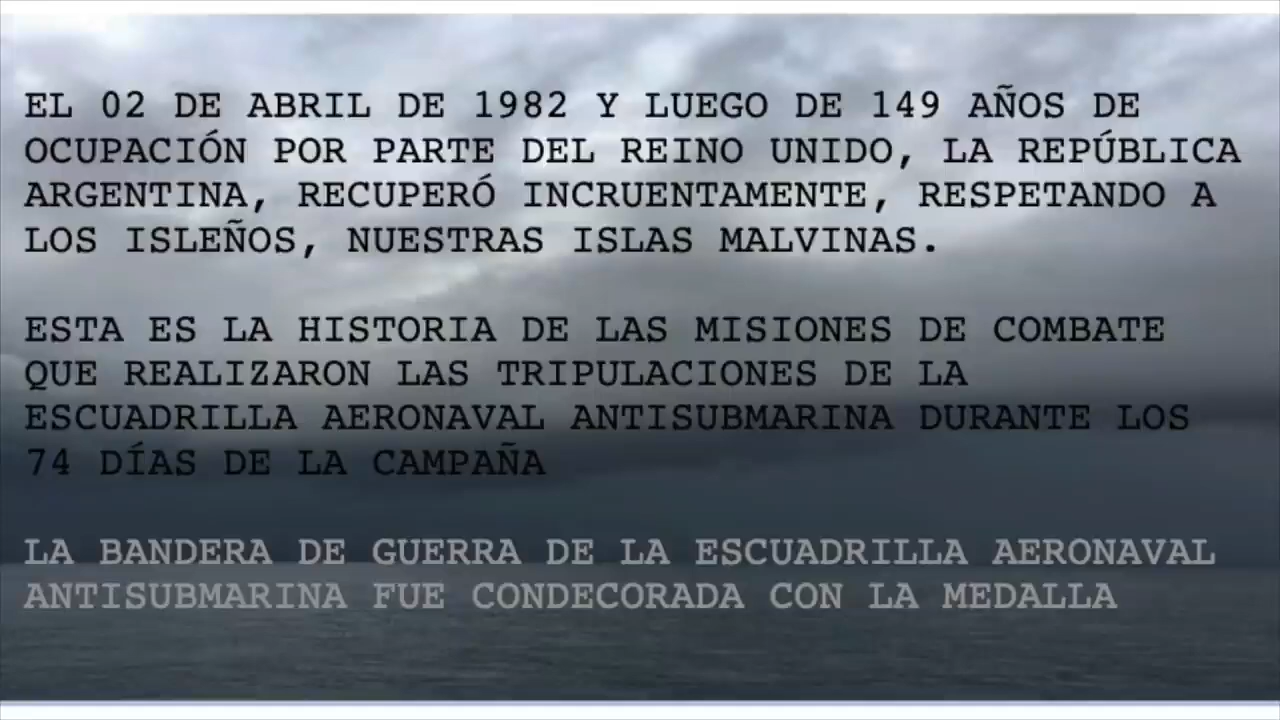 EL 02 DE ABRIL DE 1982 Y LUEGO DE 149 AÑOS DE
OCUPACIÓN POR PARTE DEL REINO UNIDO, LA REPÚBLICA
ARGENTINA, RECUPERÓ INCRUENTAMENTE, RESPETANDO A
LOS ISLEÑOS, NUESTRAS ISLAS MALVINAS.
ESTA ES LA HISTORIA DE LAS MISIONES DE COMBATE
QUE REALIZARON LAS TRIPULACIONES DE LA
ESCUADRILLA AERONAVAL ANTISUBMARINA DURANTE LOS
74 DÍAS DE LA CAMPAÑA
LA BANDERA DE GUERRA DE LA ESCUADRILLA AERONAVAL
ANTISUBMARINA FUE CONDECORADA CON LA MEDALLA